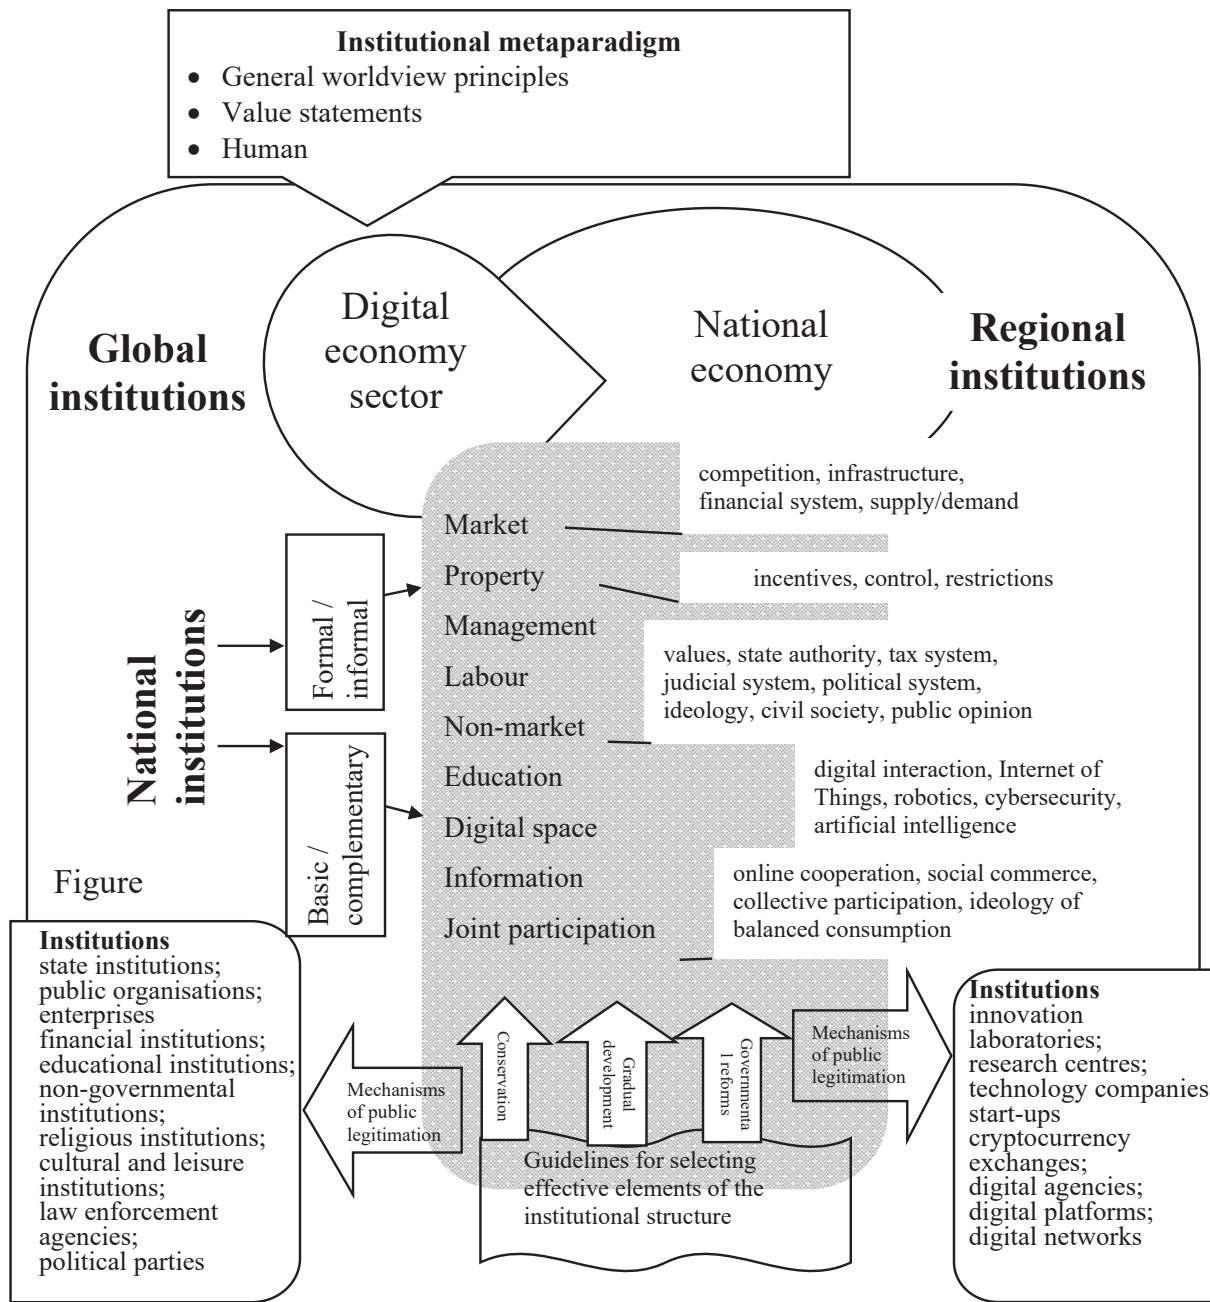 Institutional metaparadigm
• General worldview principles
• Value statements
• Human
Digital
economy
sector
National
economy
Global
institutions
Regional
institutions
competition, infrastructure,
financial system, supply/demand
Market
Property
Management
Labour
Non-market
Education
Digital space
Information
Joint participation
incentives, control, restrictions
values, state authority, tax system,
judicial system, political system,
ideology, civil society, public opinion
digital interaction, Internet of
Things, robotics, cybersecurity,
artificial intelligence
online cooperation, social commerce,
collective participation, ideology of
balanced consumption
National
institutions
Formal /
informal
Basic /
complementary
Figure
Institutions
state institutions;
public organisations;
enterprises
financial institutions;
educational institutions;
non-governmental
institutions;
religious institutions;
cultural and leisure
institutions;
law enforcement
agencies;
political parties
Mechanisms
of public
legitimation
Conservation
Gradual
development
Governmenta
l reforms
Mechanisms
of public
legitimation
Guidelines for selecting
effective elements of the
institutional structure
Institutions
innovation
laboratories;
research centres;
technology companies
start-ups
cryptocurrency
exchanges;
digital agencies;
digital platforms;
digital networks